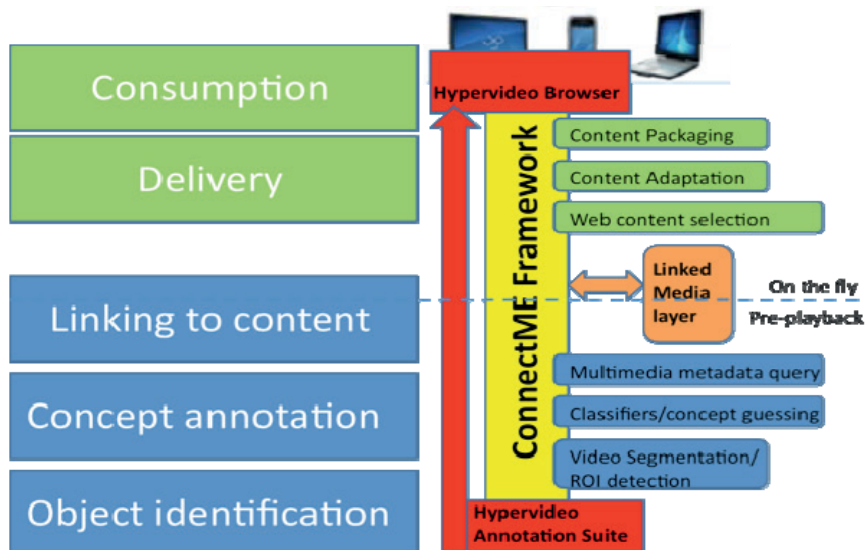 Consumption
Delivery
Linking to content
Concept annotation
Object identification
Hypervideo Browser
ConnectME Framework
Content Packaging
Content Adaptation
Web content selection
Linked
Media
layer
On the fly
Pre-playback
Multimedia metadata query
Classifiers/concept guessing
Video Segmentation/
ROI detection
Hypervideo
Annotation Suite